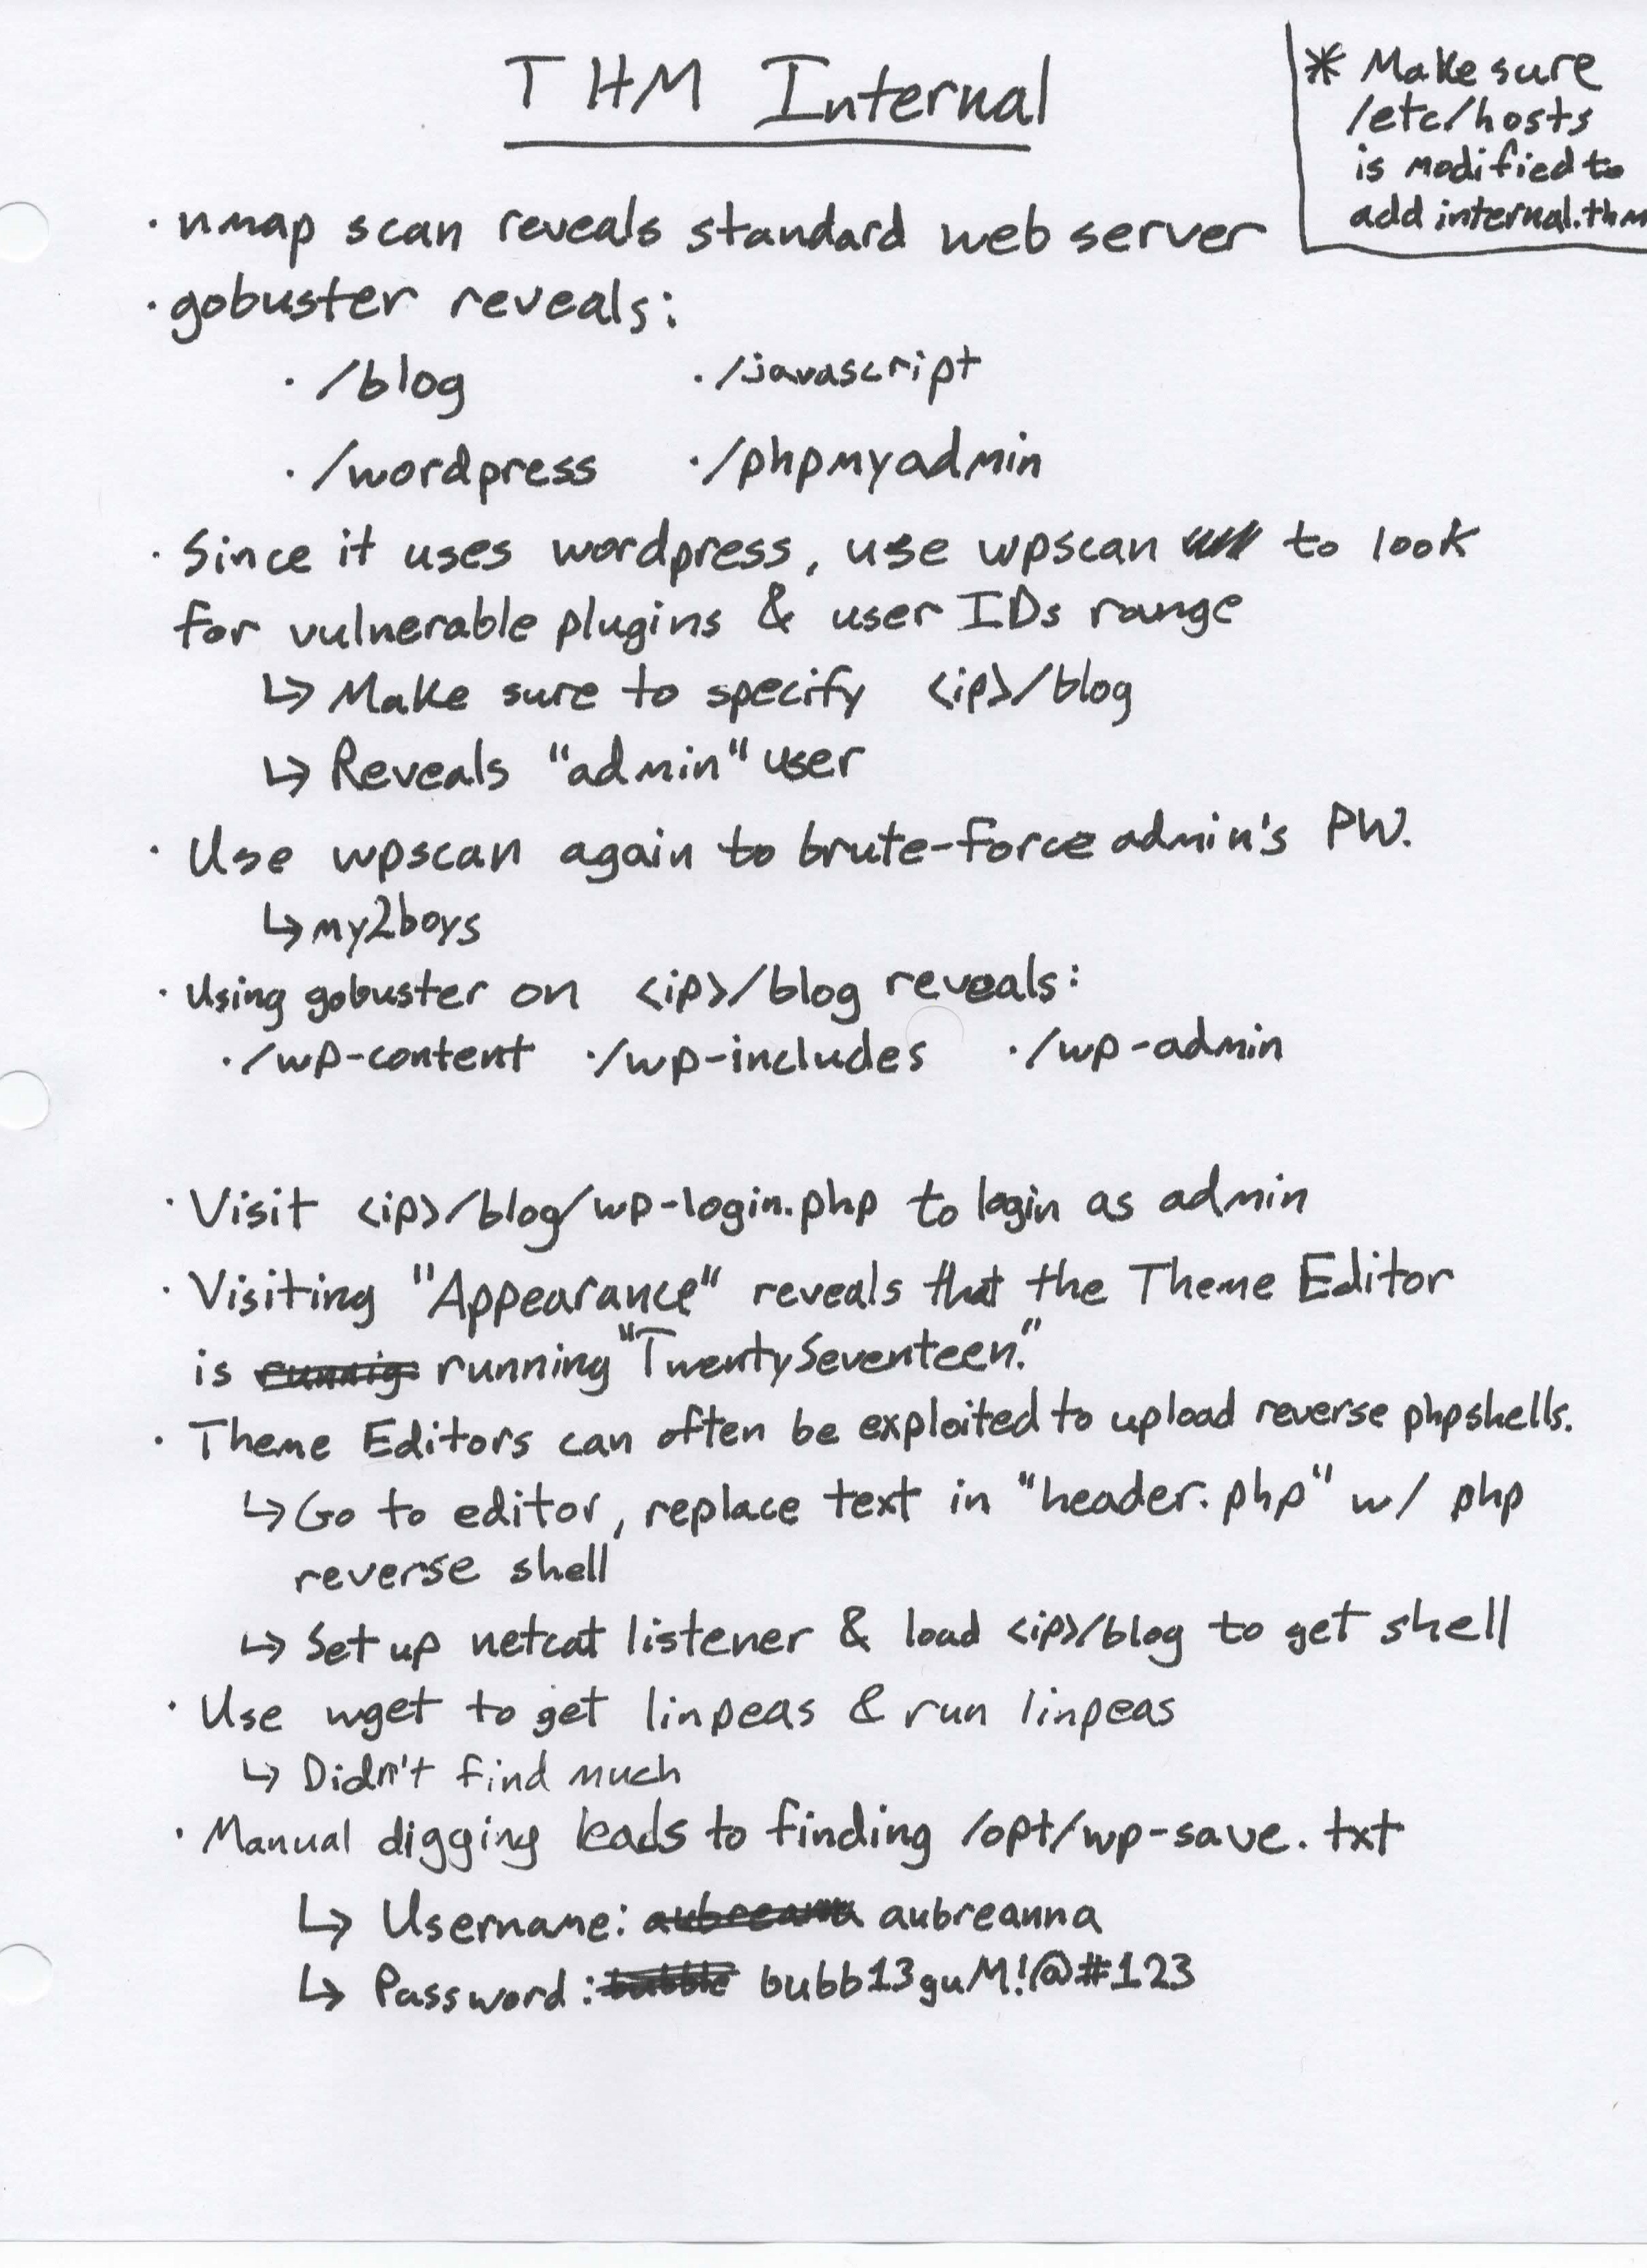 THM Internal
* Make sure
/etc/hosts
is modified to
add internal.thm
· nmap scan reveals standard web server
· gobuster reveals:
· /blog · /javascript
· /wordpress · /phpmyadmin
· Since it uses wordpress, use wpscan to look
for vulnerable plugins & user IDs range
↳ Make sure to specify <ip>/blog
↳ Reveals "admin" user
· Use wpscan again to brute-force admin's PW.
↳ my2boys
· Using gobuster on <ip>/blog reveals:
· /wp-content · /wp-includes · /wp-admin
· Visit <ip>/blog/wp-login.php to login as admin
· Visiting "Appearance" reveals that the Theme Editor
is running "TwentySeventeen."
· Theme Editors can often be exploited to upload reverse php shells.
↳ Go to editor, replace text in "header.php" w/ php
reverse shell
↳ Set up netcat listener & load <ip>/blog to get shell
· Use wget to get linpeas & run linpeas
↳ Didn't find much
· Manual digging leads to finding /opt/wp-save.txt
↳ Username: aubreanna
↳ Password: bubb13guM!@#123